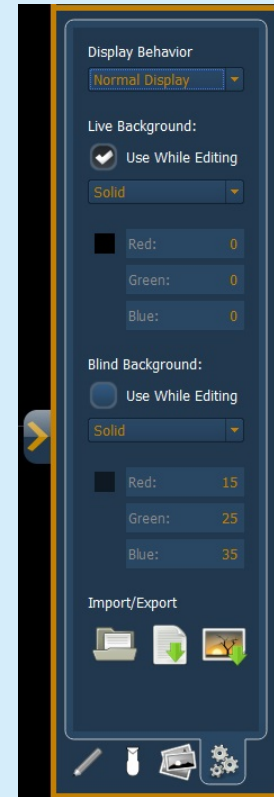 Display Behavior
Normal Display
Live Background:
Use While Editing
Solid
Red: 0
Green: 0
Blue: 0
Blind Background:
Use While Editing
Solid
Red: 15
Green: 25
Blue: 35
Import/Export